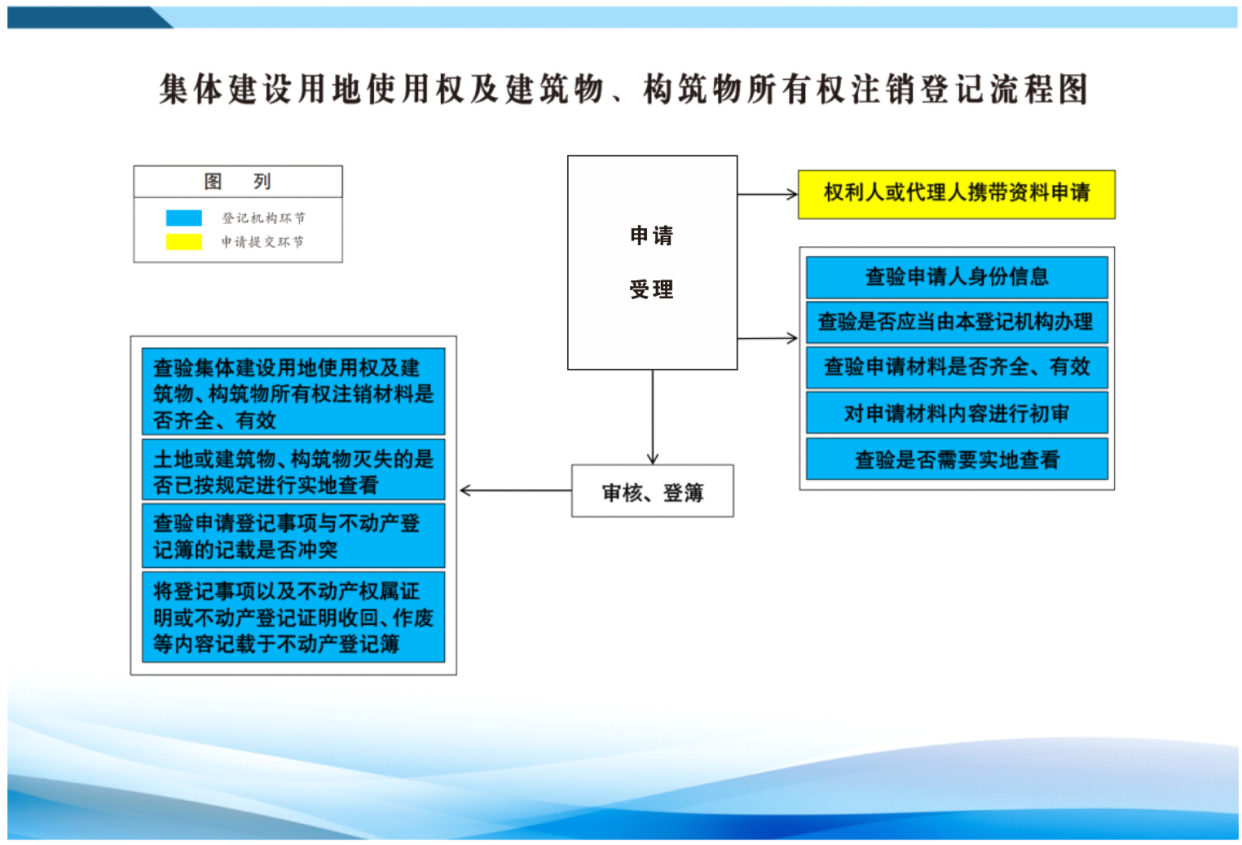 集体建设用地使用权及建筑物、构筑物所有权注销登记流程图
图 列
登记机构环节
申请提交环节
申请
受理
权利人或代理人携带资料申请
查验申请人身份信息
查验是否应当由本登记机构办理
查验申请材料是否齐全、有效
对申请材料内容进行初审
查验是否需要实地查看
审核、登簿
查验集体建设用地使用权及建
筑物、构筑物所有权注销材料是
否齐全、有效
土地或建筑物、构筑物灭失的是
否已按规定进行实地查看
查验申请登记事项与不动产登
记簿的记载是否冲突
将登记事项以及不动产权属证
明或不动产登记证明收回、作废
等内容记载于不动产登记簿